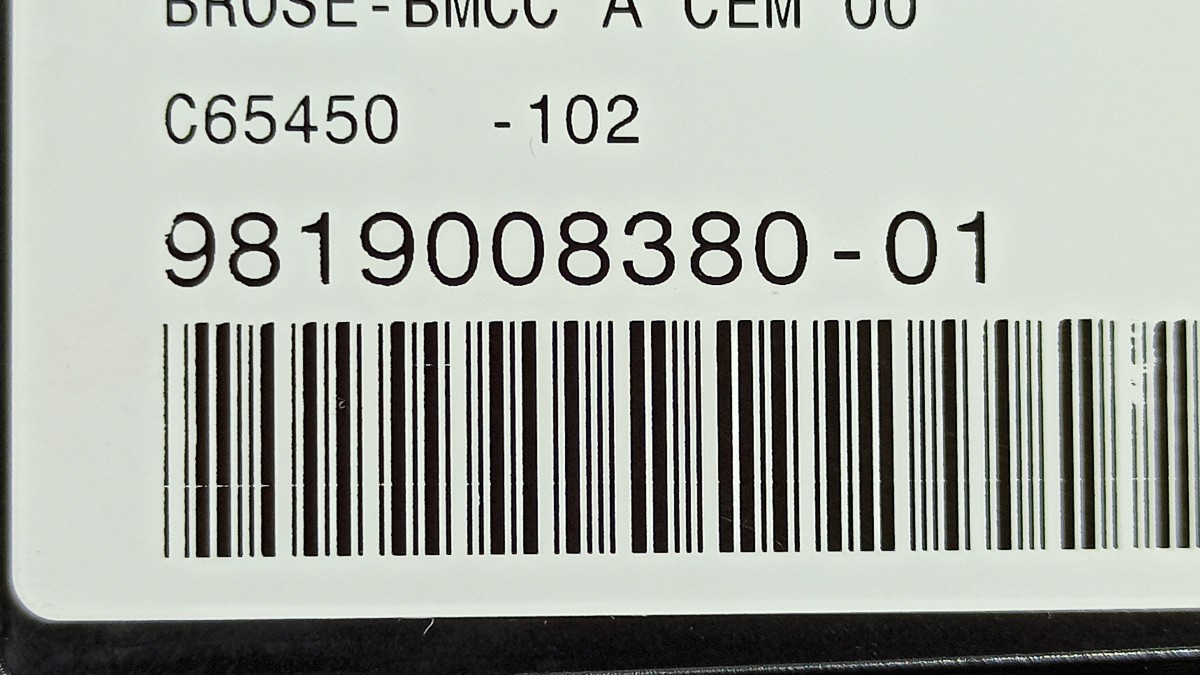 BROSE-BMCC A CEM 00
C65450 -102
9819008380-01